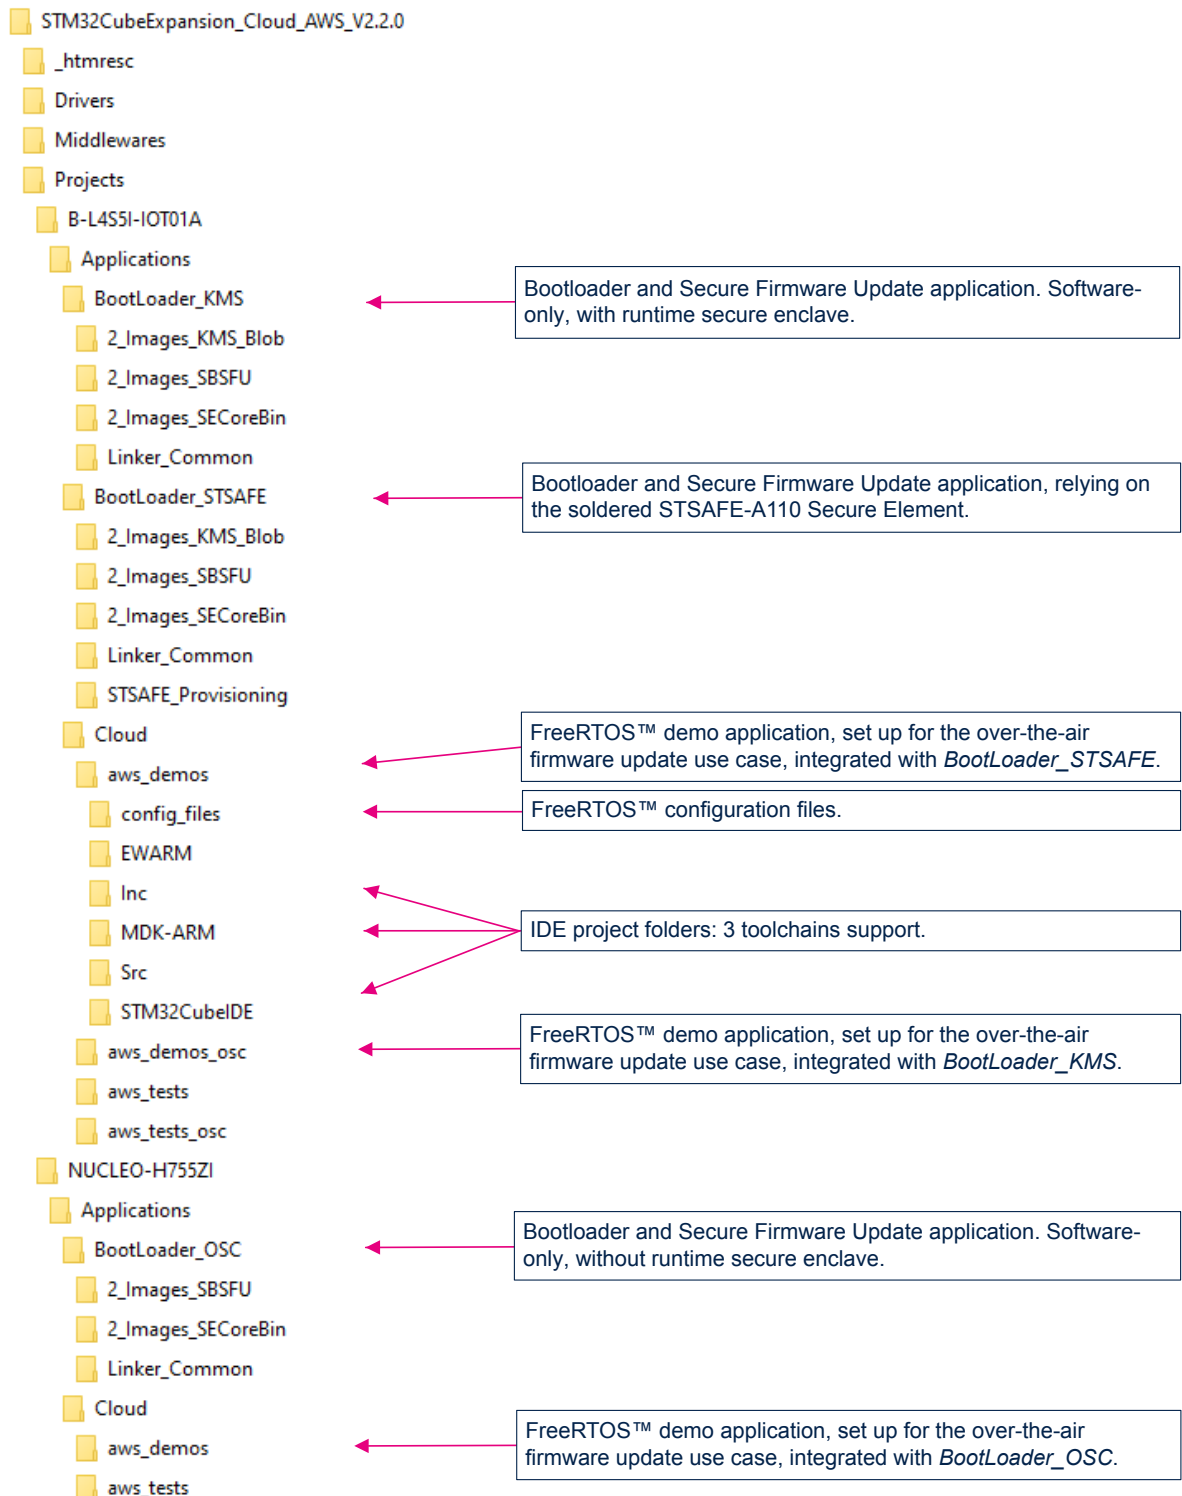 STM32CubeExpansion_Cloud_AWS_V2.2.0
_htmresc
Drivers
Middlewares
Projects
B-L4S5I-IOT01A
Applications
BootLoader_KMS
Bootloader and Secure Firmware Update application. Software-
only, with runtime secure enclave.
2_Images_KMS_Blob
2_Images_SBSFU
2_Images_SECoreBin
Linker_Common
BootLoader_STSAFE
Bootloader and Secure Firmware Update application, relying on
the soldered STSAFE-A110 Secure Element.
2_Images_KMS_Blob
2_Images_SBSFU
2_Images_SECoreBin
Linker_Common
STSAFE_Provisioning
Cloud
aws_demos
FreeRTOS™ demo application, set up for the over-the-air
firmware update use case, integrated with BootLoader_STSAFE.
config_files
FreeRTOS™ configuration files.
EWARM
Inc
MDK-ARM
IDE project folders: 3 toolchains support.
Src
STM32CubeIDE
aws_demos_osc
FreeRTOS™ demo application, set up for the over-the-air
firmware update use case, integrated with BootLoader_KMS.
aws_tests
aws_tests_osc
NUCLEO-H755ZI
Applications
BootLoader_OSC
Bootloader and Secure Firmware Update application. Software-
only, without runtime secure enclave.
2_Images_SBSFU
2_Images_SECoreBin
Linker_Common
Cloud
aws_demos
FreeRTOS™ demo application, set up for the over-the-air
firmware update use case, integrated with BootLoader_OSC.
aws_tests